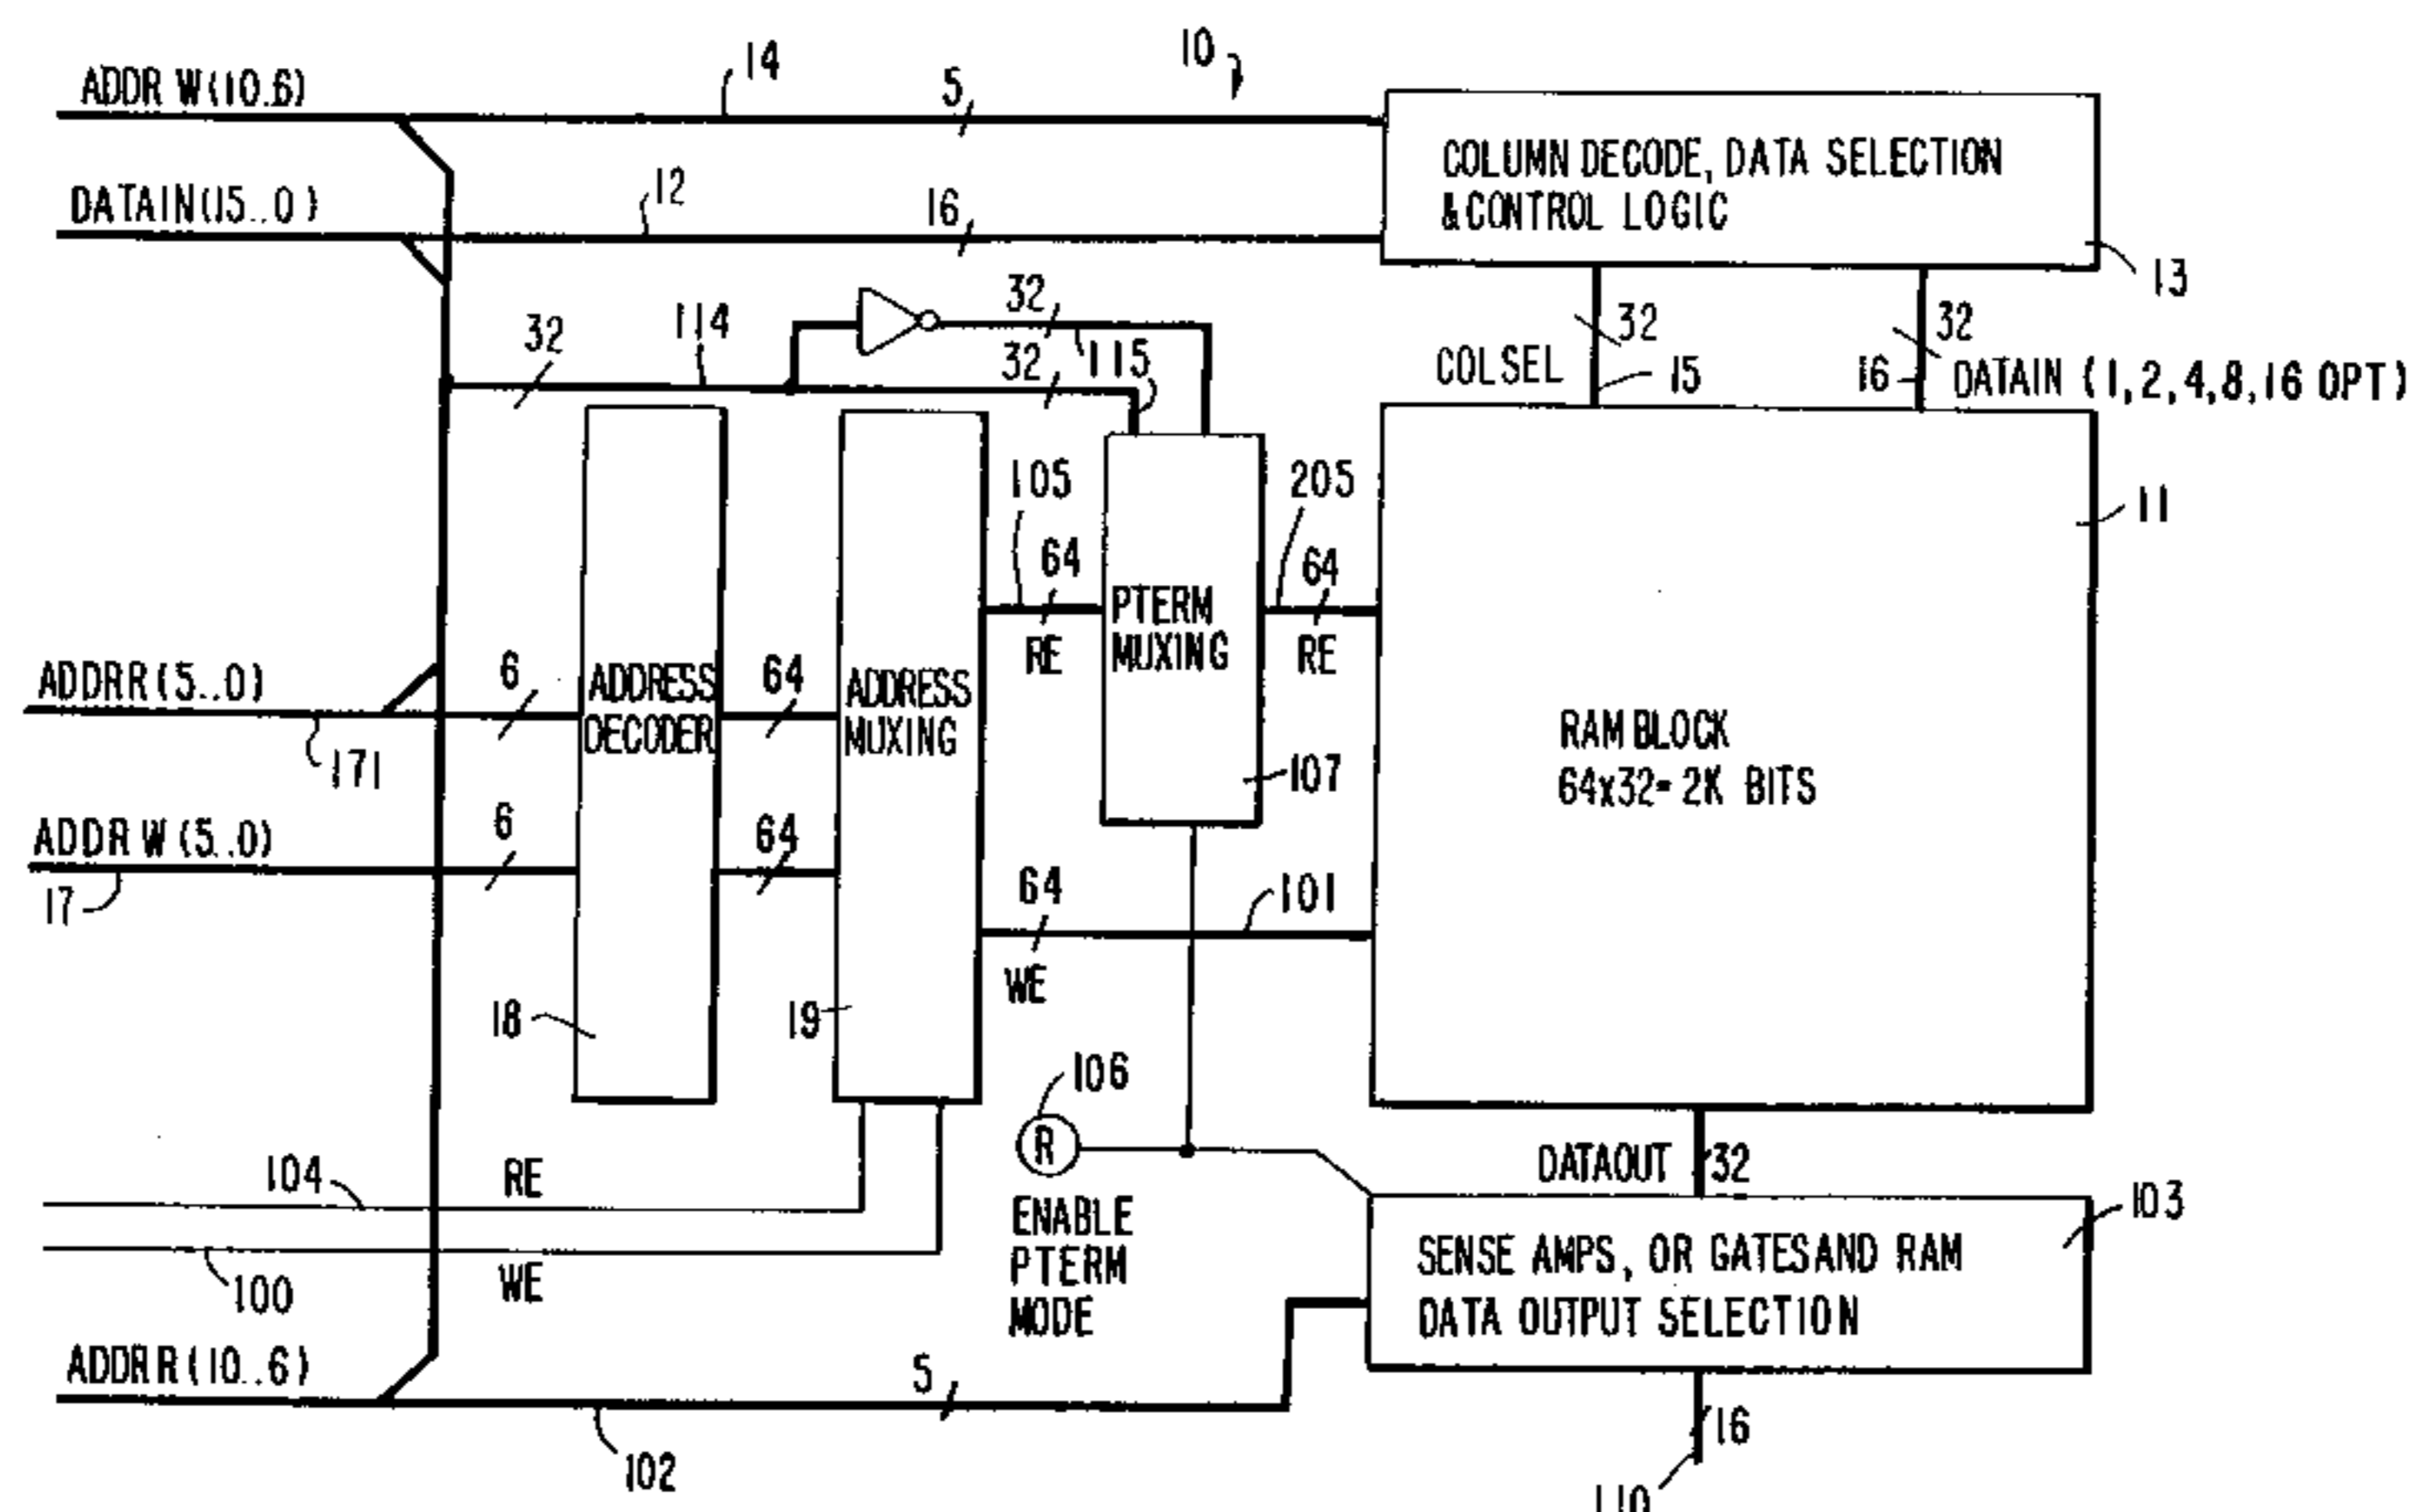 10
ADDR W(10.6)
14
5
COLUMN DECODE, DATA SELECTION
&CONTROL LOGIC
13
DATAIN(15..0)
12
16
32
114
32
32
115
COLSEL
32
15
32
16
DATAIN (1,2,4,8,16 OPT)
105
64
RE
PTERM
MUXING
107
205
64
RE
11
RAM BLOCK
64x32= 2K BITS
ADDRR(5..0)
171
6
ADDRESS
DECODER
64
ADDRESS
MUXING
ADDR W(5..0)
17
6
64
18
19
64
WE
101
106
R
ENABLE
PTERM
MODE
DATAOUT
32
104
RE
100
WE
SENSE AMPS, OR GATES AND RAM
DATA OUTPUT SELECTION
103
ADDR R(10..6)
5
102
16
110